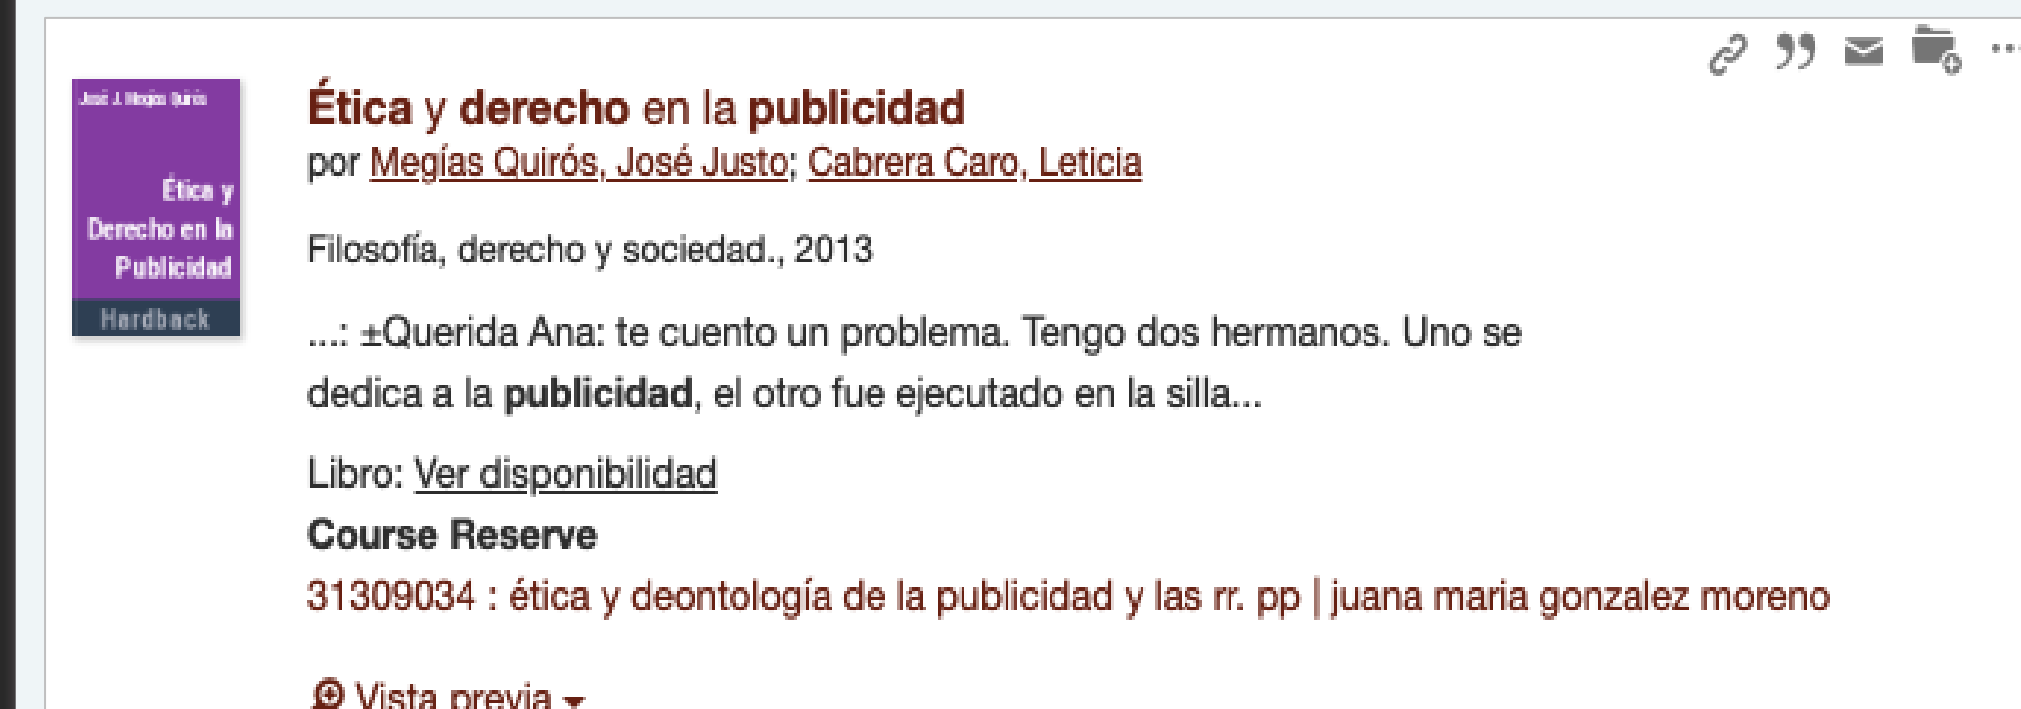 José J. Megías Quirós
Ética y
Derecho en la
Publicidad
Hardback
Ética y derecho en la publicidad
por Megías Quirós, José Justo; Cabrera Caro, Leticia
Filosofía, derecho y sociedad., 2013
...: ±Querida Ana: te cuento un problema. Tengo dos hermanos. Uno se
dedica a la publicidad, el otro fue ejecutado en la silla...
Libro: Ver disponibilidad
Course Reserve
31309034 : ética y deontología de la publicidad y las rr. pp | juana maria gonzalez moreno
Vista previa